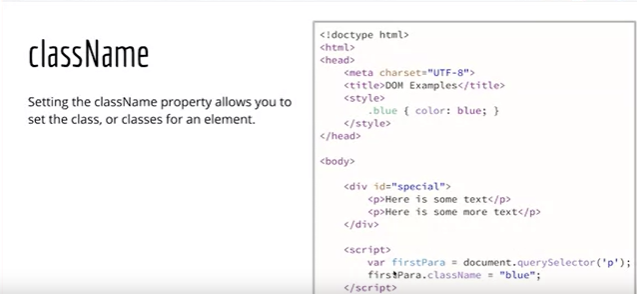 className
Setting the className property allows you to
set the class, or classes for an element.
<!doctype html>
<html>
<head>
    <meta charset="UTF-8">
    <title>DOM Examples</title>
    <style>
        .blue { color: blue; }
    </style>
</head>
<body>
    <div id="special">
        <p>Here is some text</p>
        <p>Here is some more text</p>
    </div>
    <script>
        var firstPara = document.querySelector('p');
        firstPara.className = "blue";
    </script>